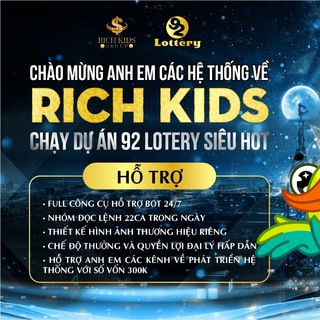 RICH KIDS
GROUP
92
Lottery
CHÀO MỪNG ANH EM CÁC HỆ THỐNG VỀ
RICH KIDS
CHẠY DỰ ÁN 92 LOTERY SIÊU HOT
HỖ TRỢ
• FULL CÔNG CỤ HỖ TRỢ BOT 24/7
• NHÓM ĐỌC LỆNH 22CA TRONG NGÀY
• THIẾT KẾ HÌNH ẢNH THƯƠNG HIỆU RIÊNG
• CHẾ ĐỘ THƯỞNG VÀ QUYỀN LỢI ĐẠI LÝ HẤP DẪN
• HỖ TRỢ ANH EM CÁC KÊNH VỀ PHÁT TRIỂN HỆ
THỐNG VỚI SỐ VỐN 300K